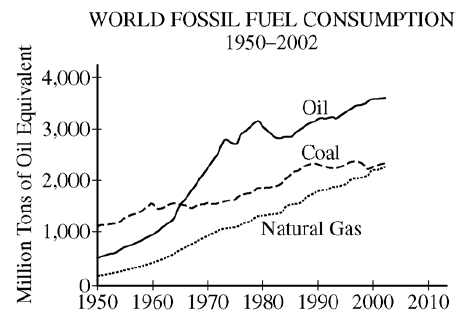 WORLD FOSSIL FUEL CONSUMPTION
1950–2002
Million Tons of Oil Equivalent
4,000
3,000
2,000
1,000
0
Oil
Coal
Natural Gas
1950 1960 1970 1980 1990 2000 2010